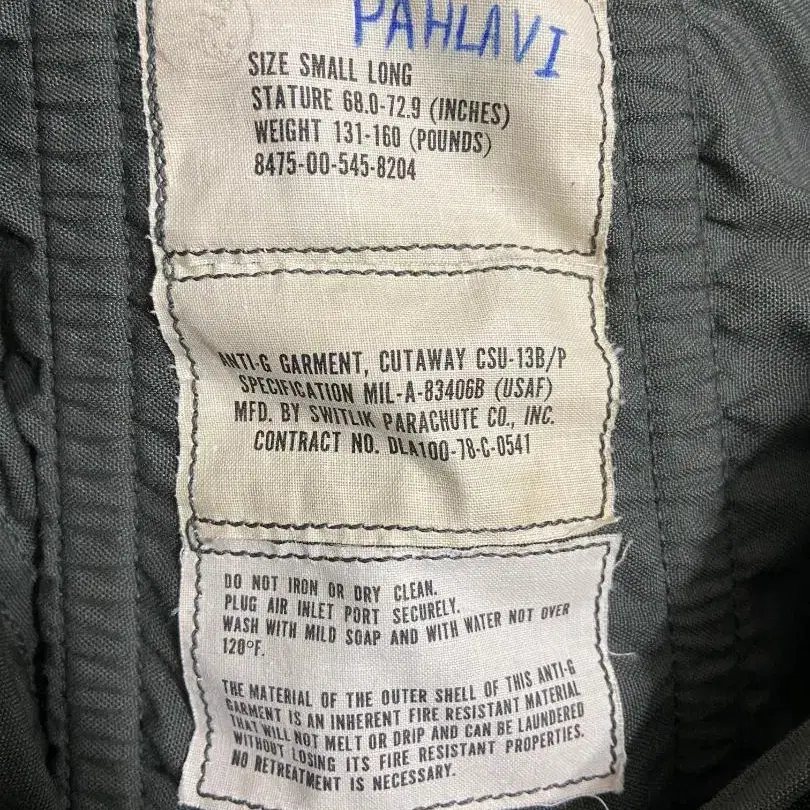 PAHLAVI
SIZE SMALL LONG
STATURE 68.0-72.9 (INCHES)
WEIGHT 131-160 (POUNDS)
8475-00-545-8204
ANTI-G GARMENT, CUTAWAY CSU-13B/P
SPECIFICATION MIL-A-83406B (USAF)
MFD. BY SWITLIK PARACHUTE CO., INC.
CONTRACT NO. DLA100-78-C-0541
DO NOT IRON OR DRY CLEAN.
PLUG AIR INLET PORT SECURELY.
WASH WITH MILD SOAP AND WITH WATER NOT OVER
120°F.
THE MATERIAL OF THE OUTER SHELL OF THIS ANTI-G
GARMENT IS AN INHERENT FIRE RESISTANT MATERIAL
THAT WILL NOT MELT OR DRIP AND CAN BE LAUNDERED
WITHOUT LOSING ITS FIRE RESISTANT PROPERTIES.
NO RETREATMENT IS NECESSARY.